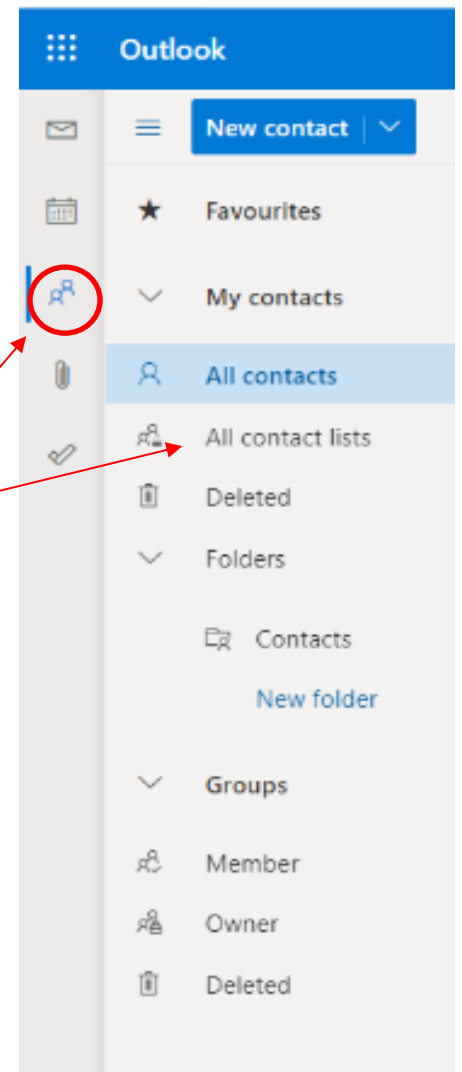 Outlook
New contact
Favourites
My contacts
All contacts
All contact lists
Deleted
Folders
Contacts
New folder
Groups
Member
Owner
Deleted